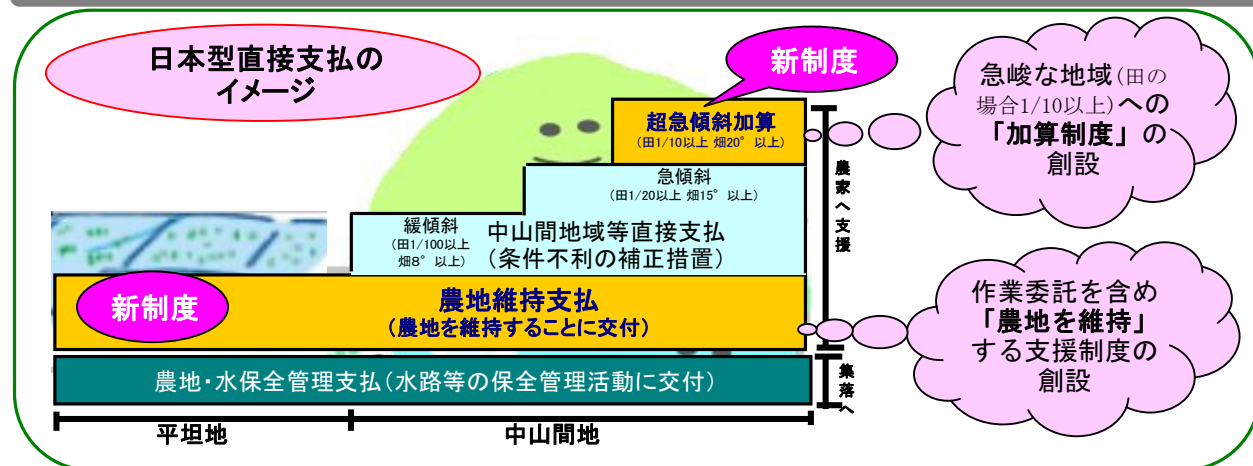 日本型直接支払の
イメージ
新制度
急峻な地域(田の
場合1/10以上)への
「加算制度」の
創設
超急傾斜加算
(田1/10以上 畑20°以上)
急傾斜
(田1/20以上 畑15°以上)
農家へ支援
緩傾斜
(田1/100以上
畑8°以上)
中山間地域等直接支払
(条件不利の補正措置)
新制度
農地維持支払
(農地を維持することに交付)
作業委託を含め
「農地を維持」
する支援制度の
創設
農地・水保全管理支払(水路等の保全管理活動に交付)
集落へ
平坦地
中山間地